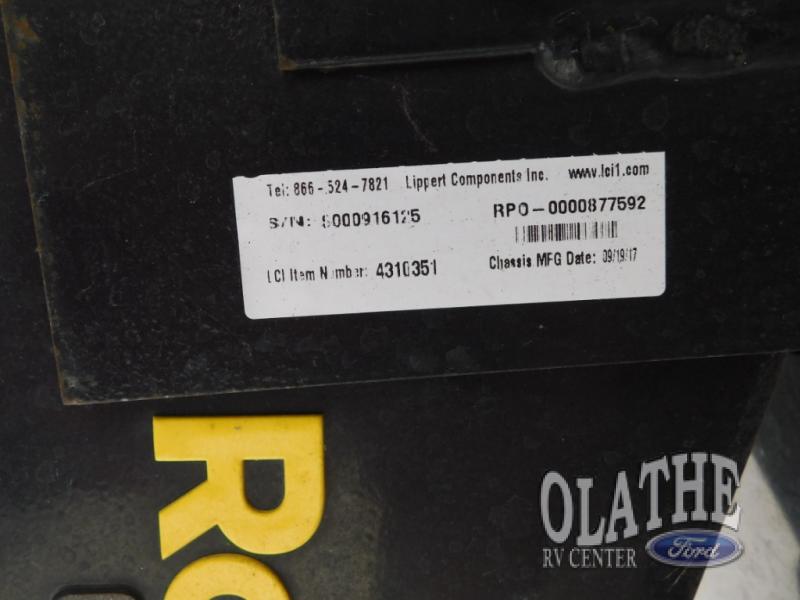 Tel: 866-524-7821 Lippert Components Inc. www.lci1.com
S/N: S000916125 RPO-0000877592
LCI Item Number: 4310351 Chassis MFG Date: 09/19/17
RO
OLATHE
RV CENTER Ford